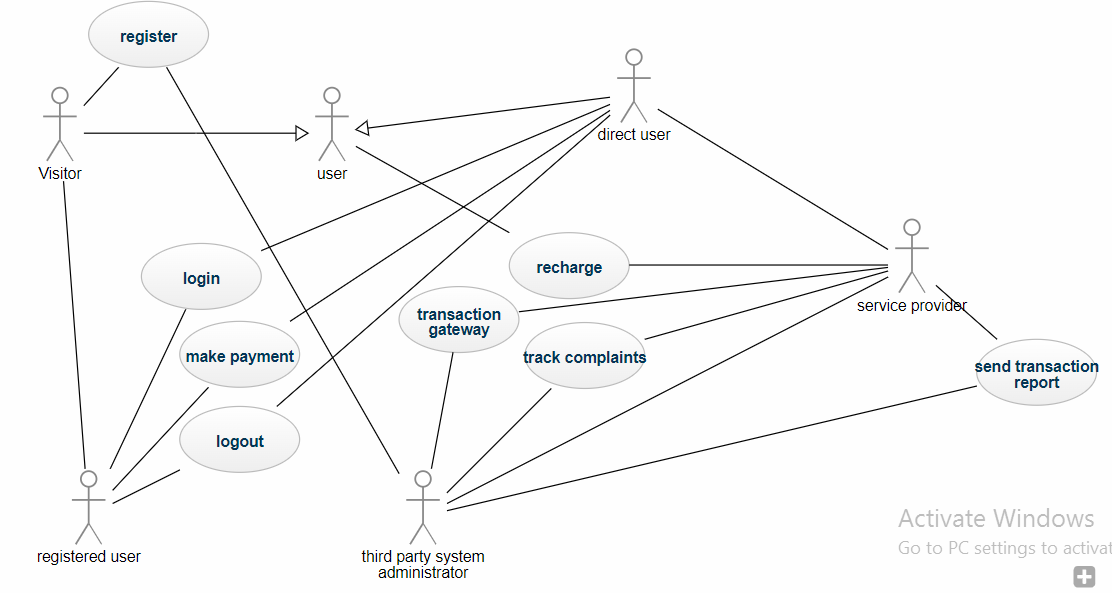 register
direct user
Visitor
user
login
recharge
service provider
transaction
gateway
make payment
track complaints
send transaction
report
logout
registered user
third party system
administrator
Activate Windows
Go to PC settings to activat